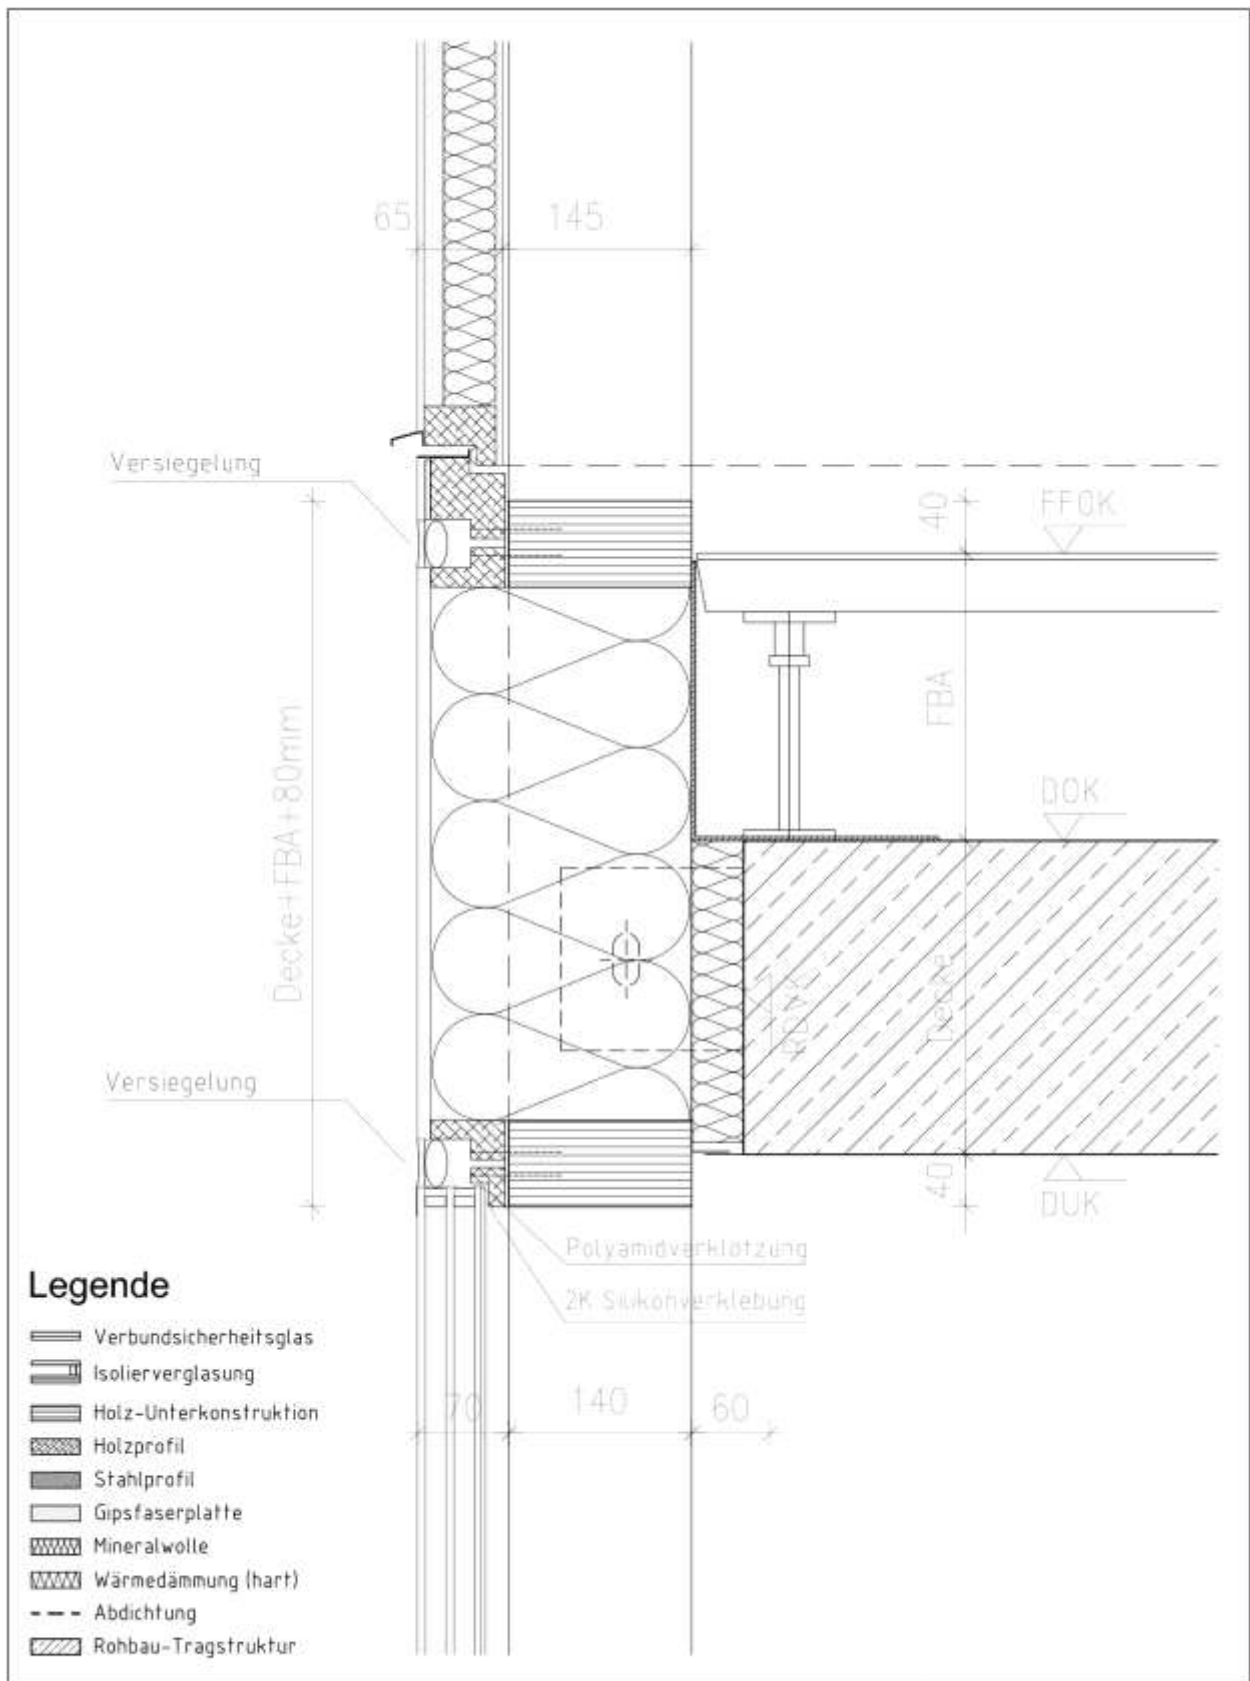 65
145
Versiegelung
40
FFOK
FBA
Decke+FBA+80mm
DOK
RDVK
Decke
Versiegelung
40
DUK
Polyamidverklotzung
2K Silikonverklebung
70
140
60
Legende
Verbundsicherheitsglas
Isolierverglasung
Holz-Unterkonstruktion
Holzprofil
Stahlprofil
Gipsfaserplatte
Mineralwolle
Wärmedämmung (hart)
Abdichtung
Rohbau-Tragstruktur